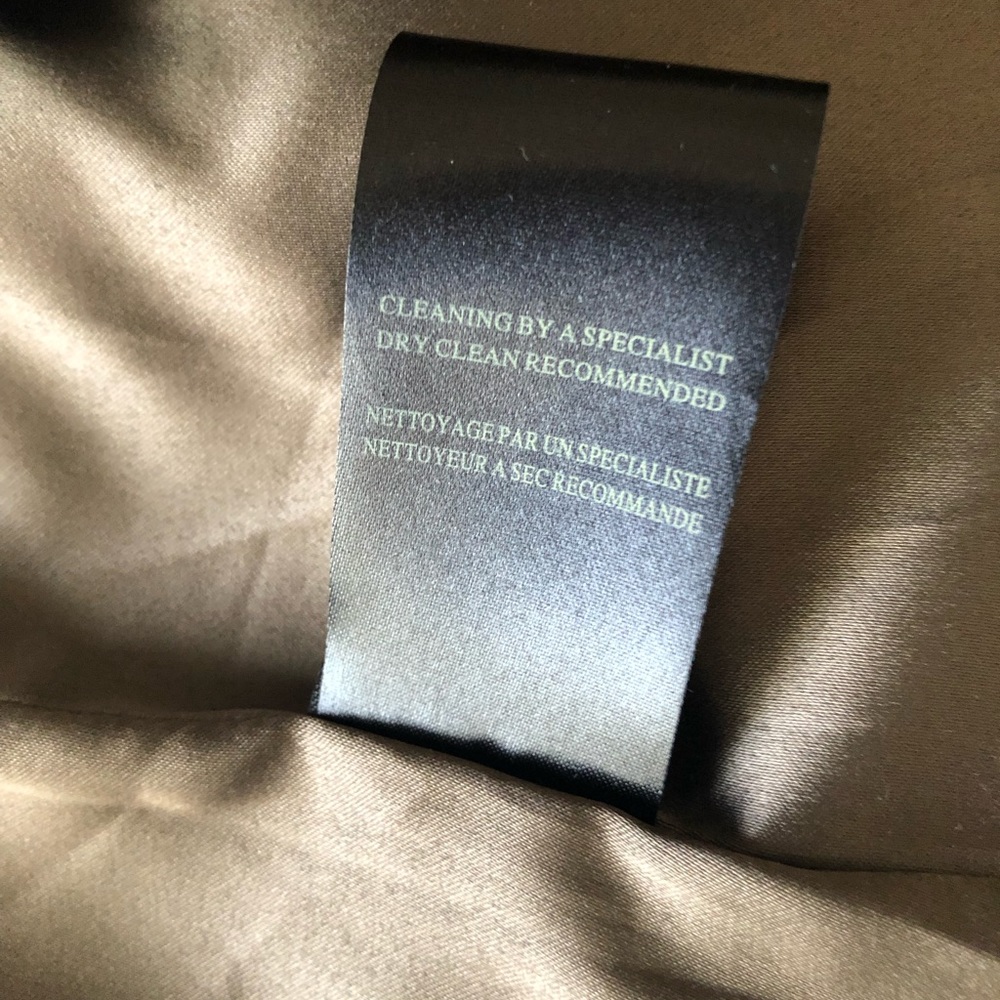 CLEANING BY A SPECIALIST
DRY CLEAN RECOMMENDED
NETTOYAGE PAR UN SPECIALISTE
NETTOYEUR A SEC RECOMMANDE